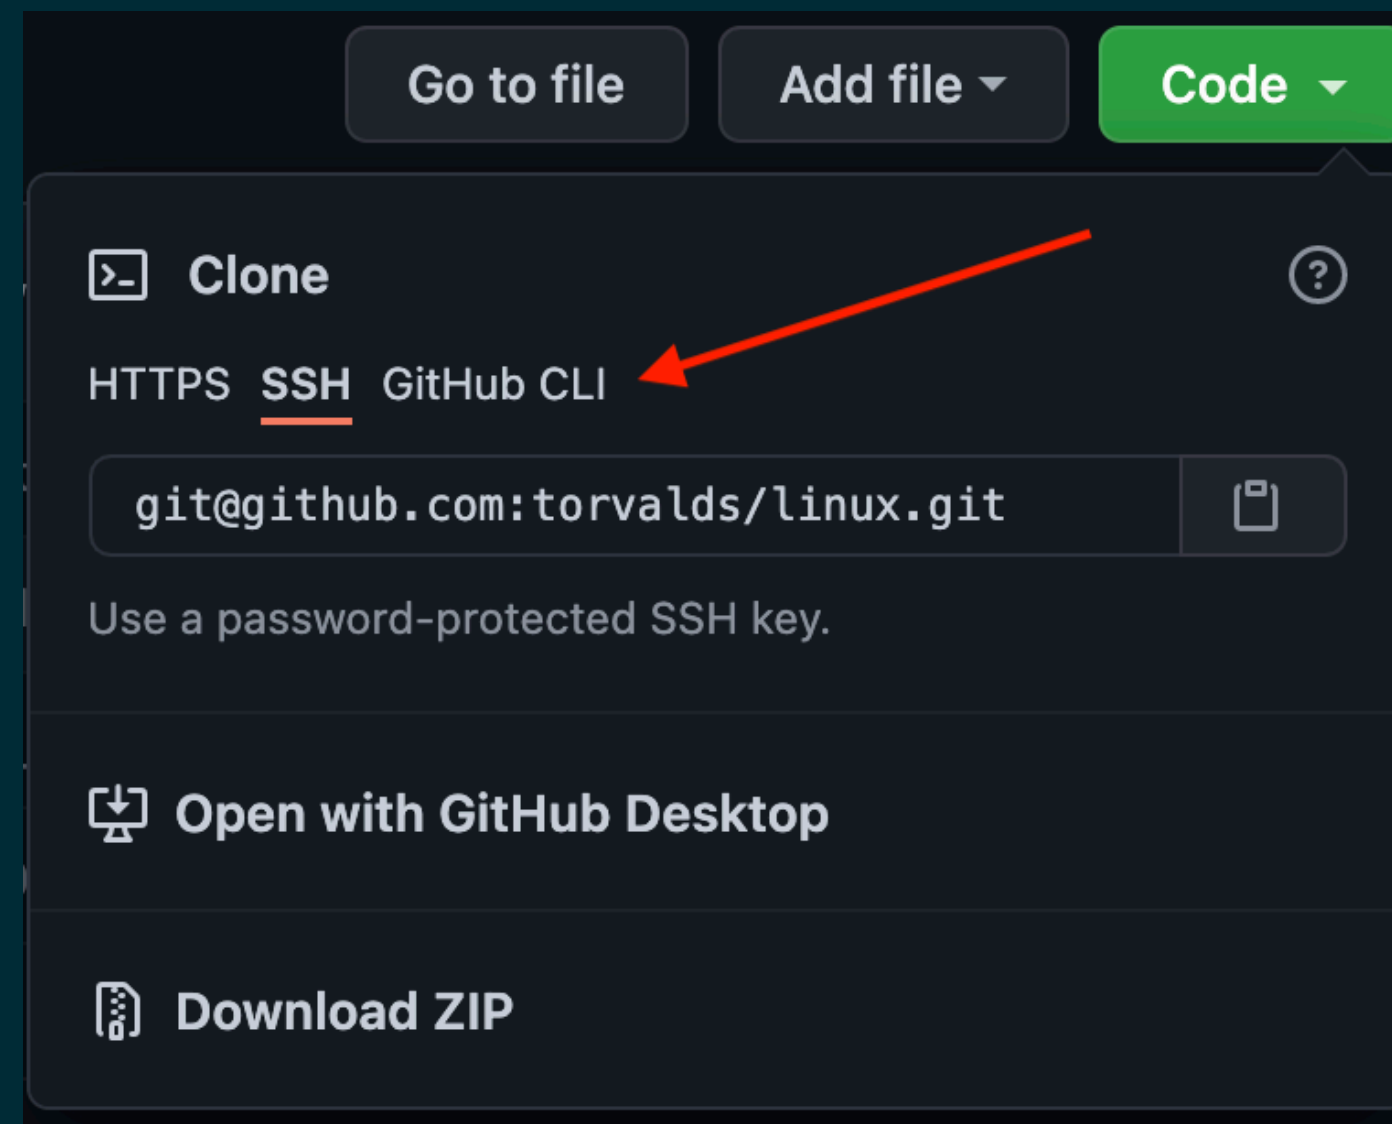 Go to file Add file Code
Clone
HTTPS SSH GitHub CLI
git@github.com:torvalds/linux.git
Use a password-protected SSH key.
Open with GitHub Desktop
Download ZIP